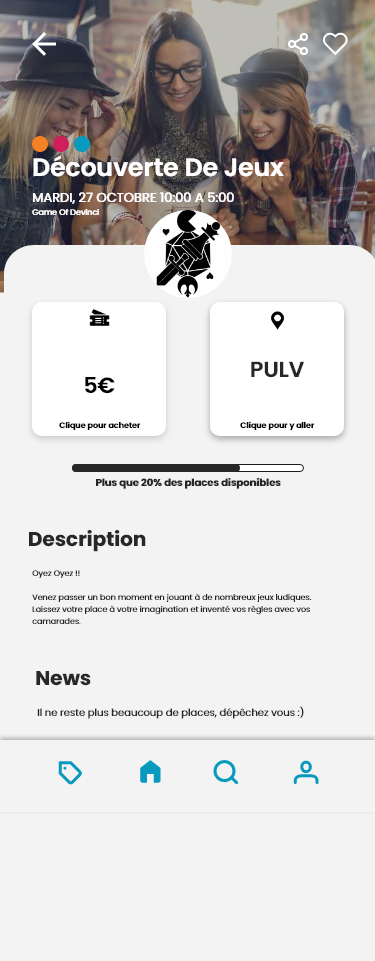 Découverte De Jeux
MARDI, 27 OCTOBRE 10:00 A 5:00
Game Of Devinci
5€
Clique pour acheter
PULV
Clique pour y aller
Plus que 20% des places disponibles
Description
Oyez Oyez !!
Venez passer un bon moment en jouant à de nombreux jeux ludiques.
Laissez votre place à votre imagination et inventé vos règles avec vos
camarades.
News
Il ne reste plus beaucoup de places, dépêchez vous :)